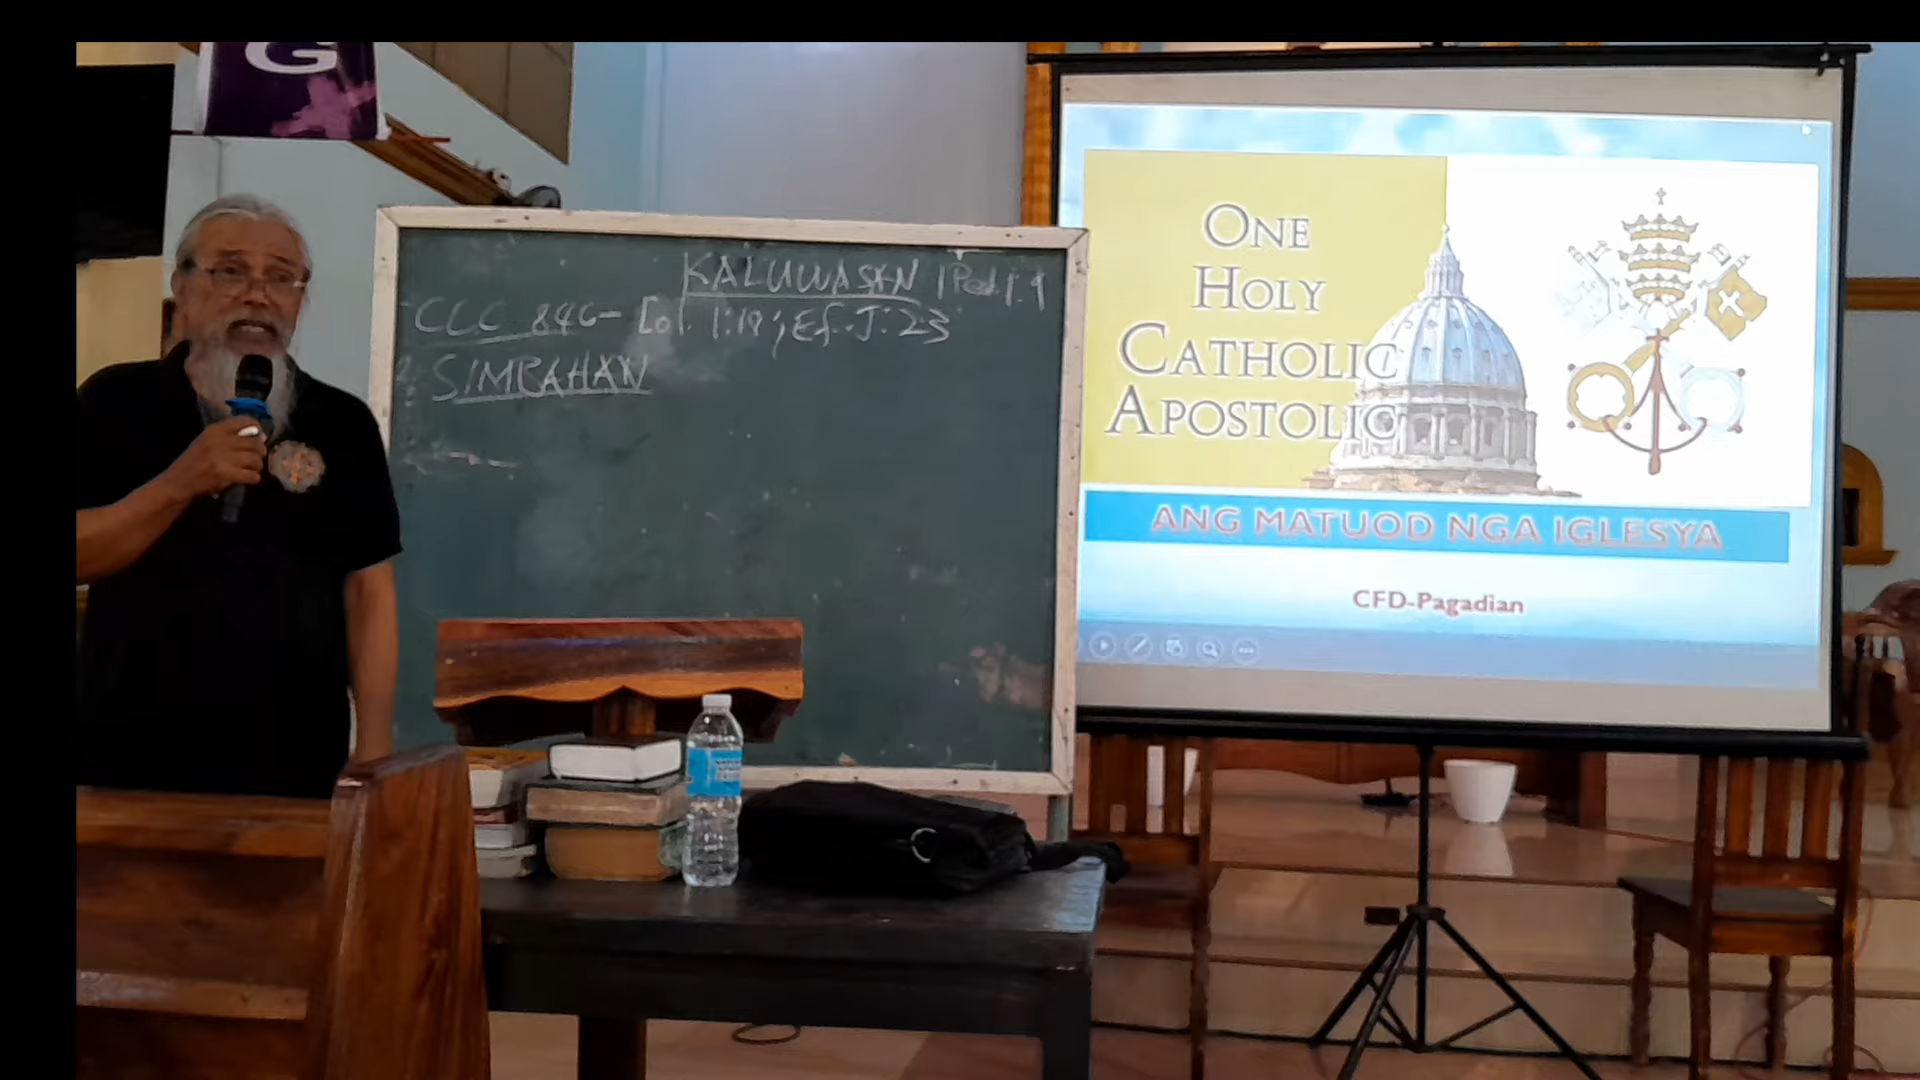 G
KALUWASAN 1Ped 1:9
CCC 846- Col. 1:18; Ef. 5:23
SIMBAHAN
ONE
HOLY
CATHOLIC
APOSTOLIC
ANG MATUOD NGA IGLESYA
CFD-Pagadian